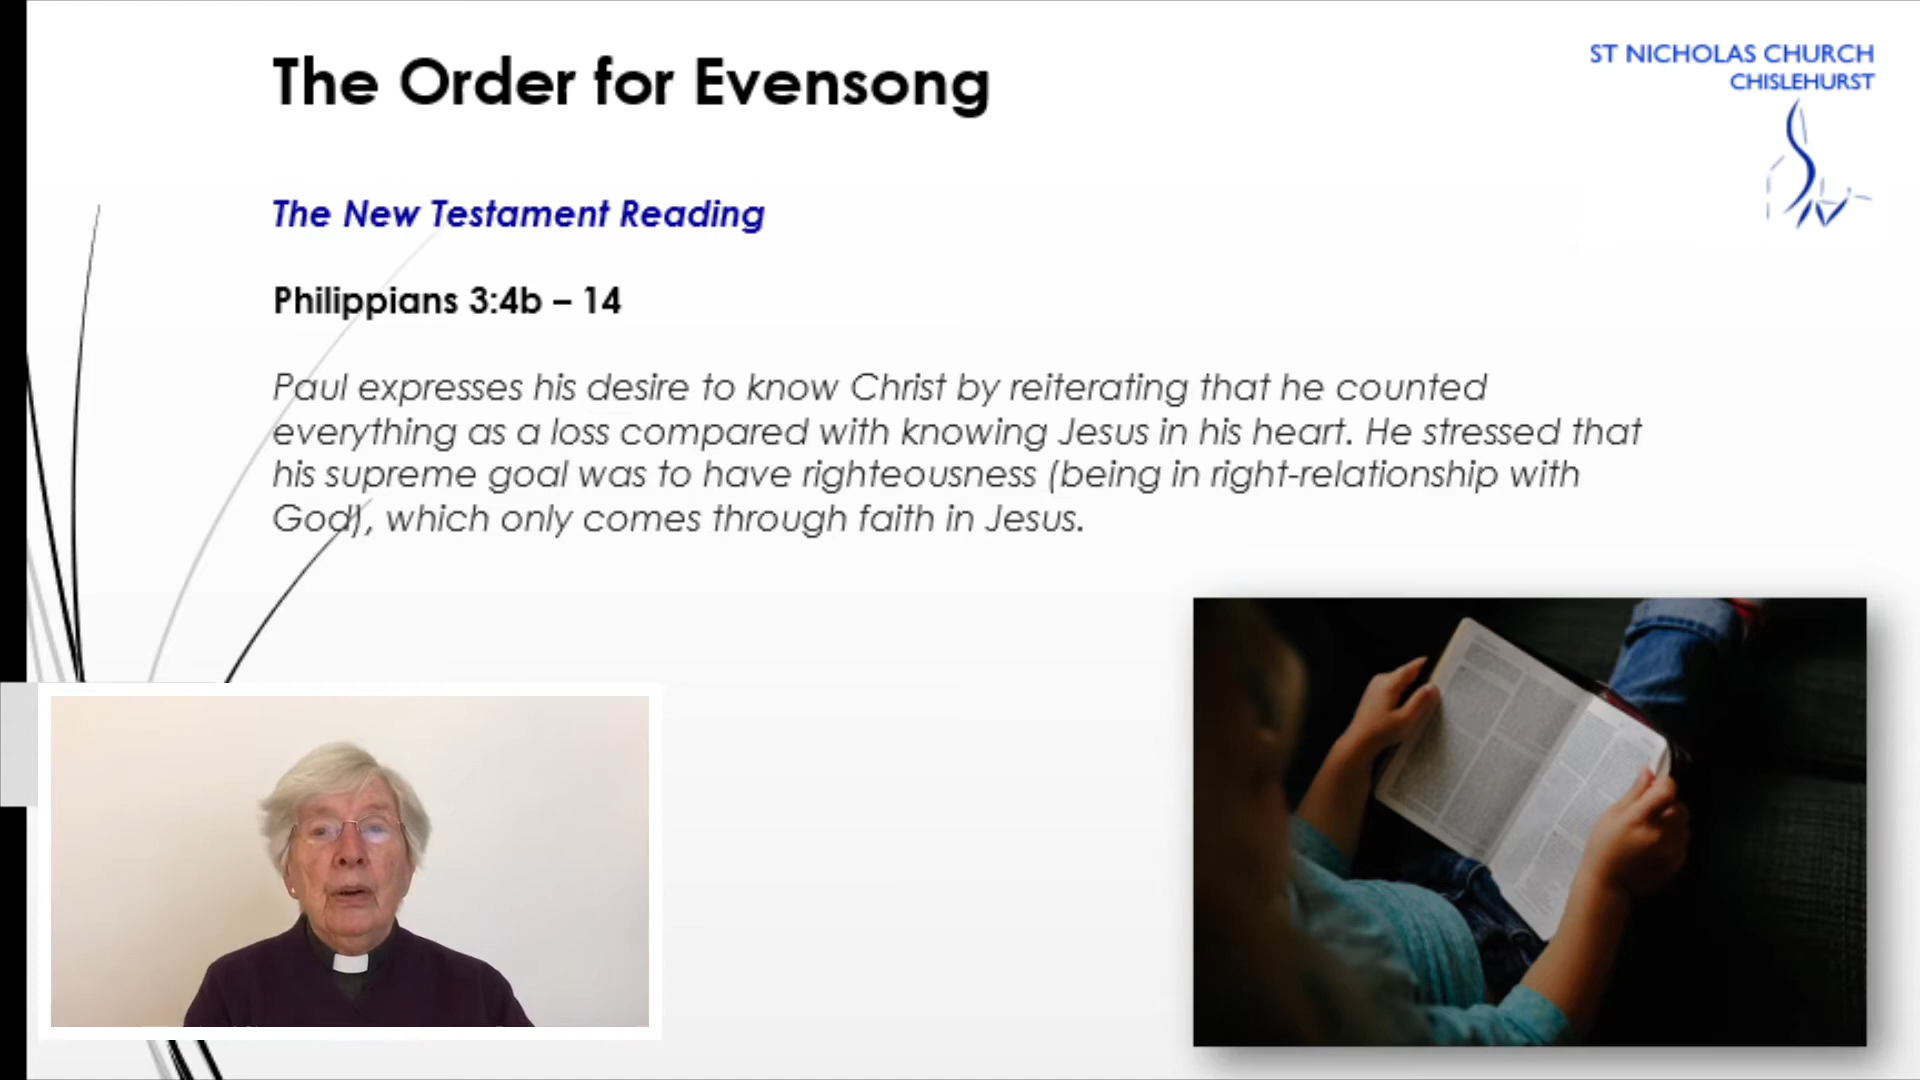 The Order for Evensong
ST NICHOLAS CHURCH
CHISLEHURST
The New Testament Reading
Philippians 3:4b – 14
Paul expresses his desire to know Christ by reiterating that he counted
everything as a loss compared with knowing Jesus in his heart. He stressed that
his supreme goal was to have righteousness (being in right-relationship with
God), which only comes through faith in Jesus.